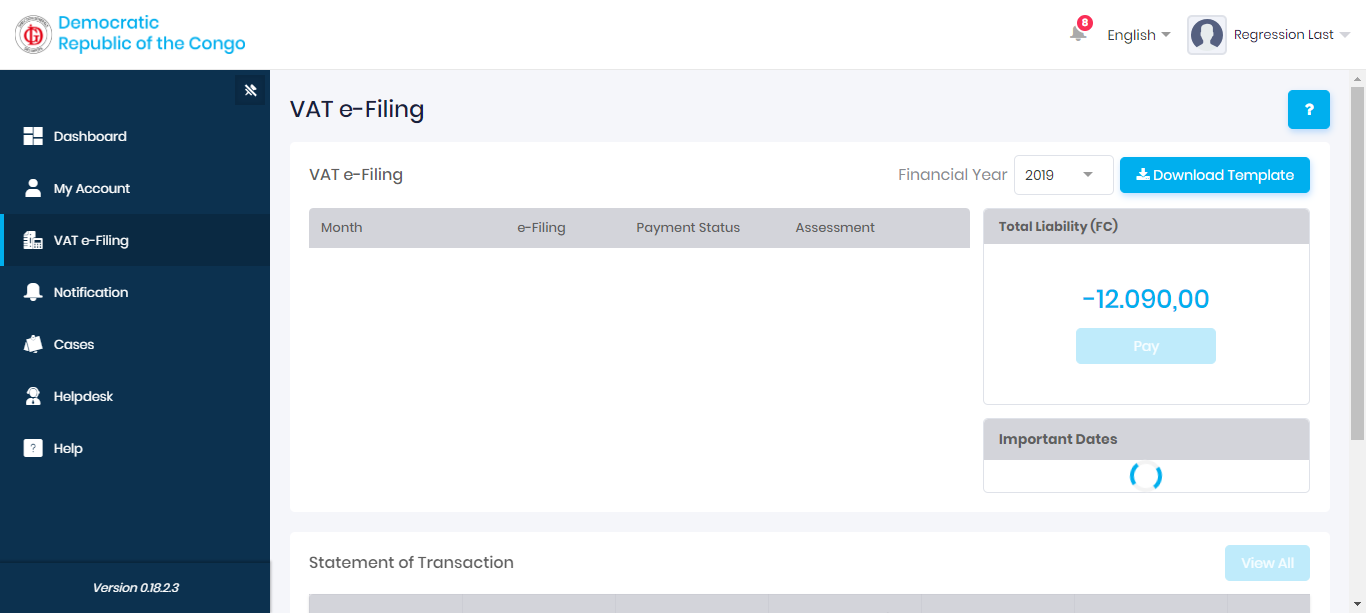 Democratic
Republic of the Congo
8
English
Regression Last
Dashboard
My Account
VAT e-Filing
Notification
Cases
Helpdesk
?
Help
Version 0.18.2.3
VAT e-Filing
?
VAT e-Filing
Financial Year
2019
Download Template
Month
e-Filing
Payment Status
Assessment
Total Liability (FC)
-12.090,00
Pay
Important Dates
Statement of Transaction
View All